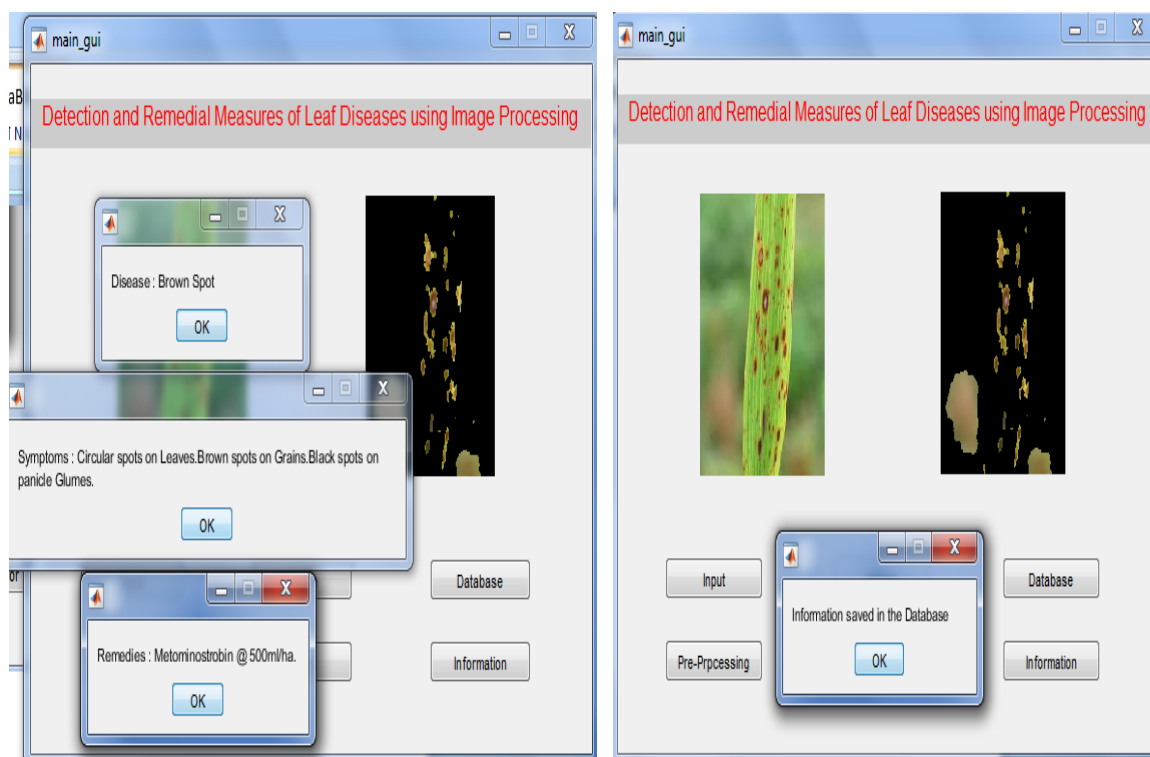 main_gui
Detection and Remedial Measures of Leaf Diseases using Image Processing
Disease : Brown Spot
OK
Symptoms : Circular spots on Leaves.Brown spots on Grains.Black spots on
panicle Glumes.
OK
Database
Remedies : Metominostrobin @ 500ml/ha.
OK
Information
main_gui
Detection and Remedial Measures of Leaf Diseases using Image Processing
Input
Information saved in the Database
OK
Database
Pre-Prpcessing
Information